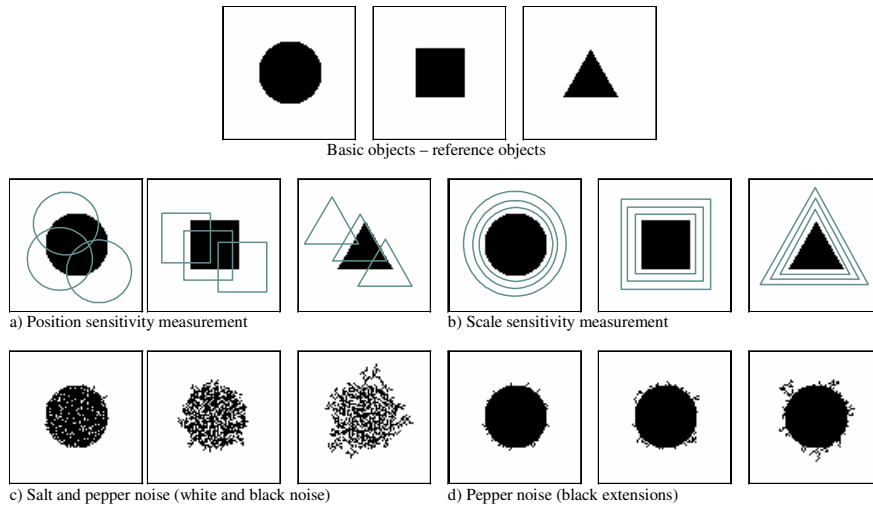 Basic objects – reference objects
a) Position sensitivity measurement
b) Scale sensitivity measurement
c) Salt and pepper noise (white and black noise)
d) Pepper noise (black extensions)